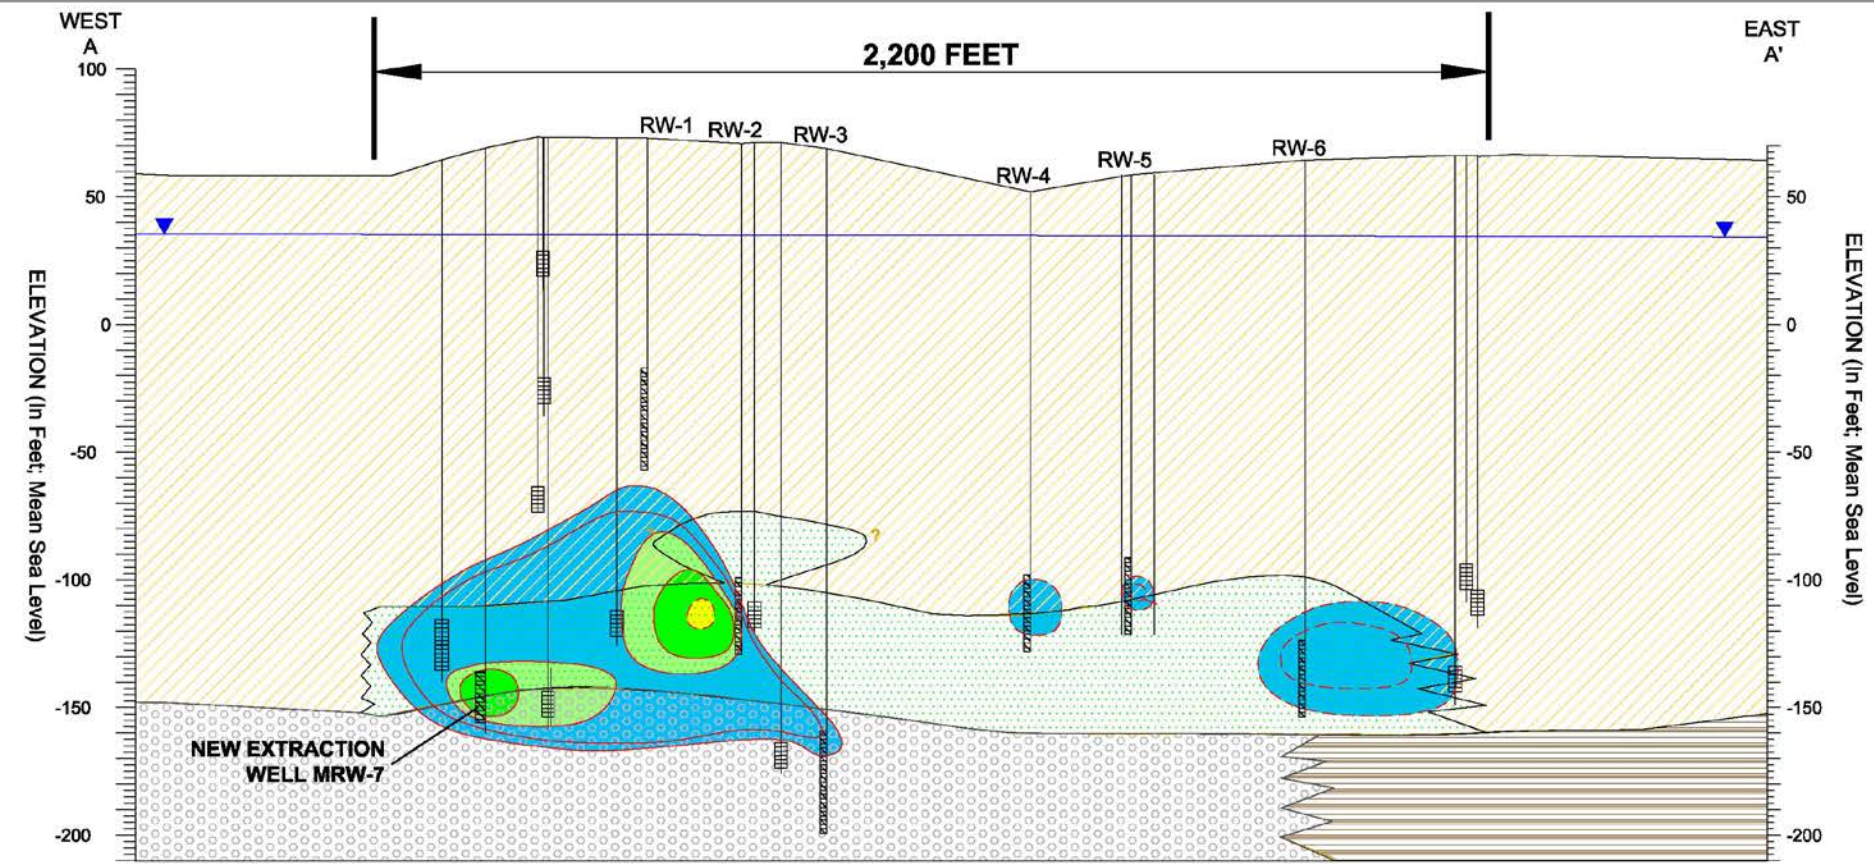 WEST
A
2,200 FEET
EAST
A'
100
50
0
-50
-100
-150
-200
ELEVATION (In Feet; Mean Sea Level)
RW-1
RW-2
RW-3
RW-4
RW-5
RW-6
?
NEW EXTRACTION
WELL MRW-7
50
0
-50
-100
-150
-200
ELEVATION (In Feet; Mean Sea Level)